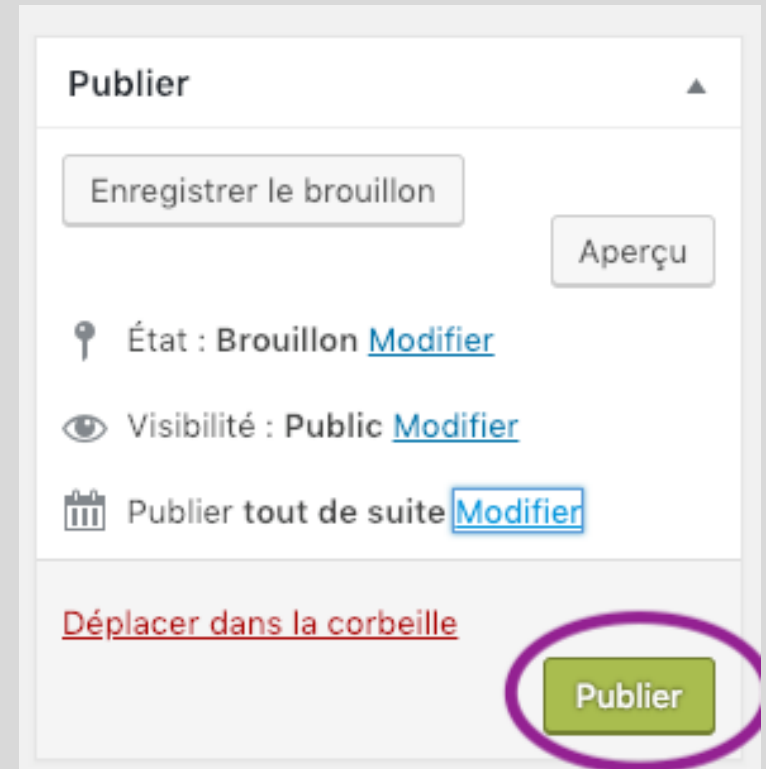 Publier
Enregistrer le brouillon
Aperçu
État : Brouillon Modifier
Visibilité : Public Modifier
Publier tout de suite Modifier
Déplacer dans la corbeille
Publier